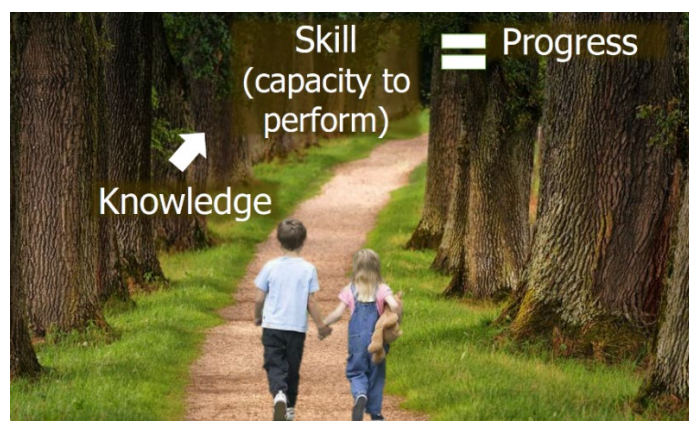 Skill
(capacity to
perform)
= Progress
Knowledge